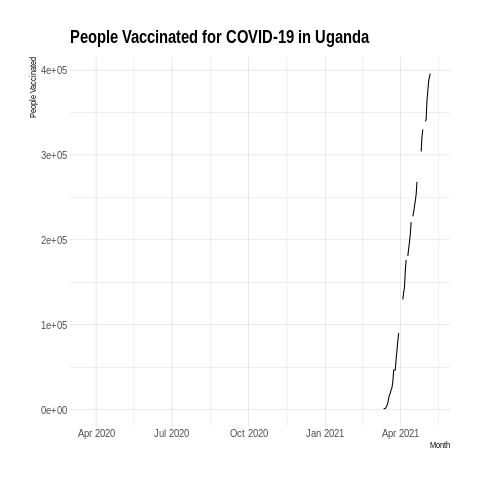 People Vaccinated for COVID-19 in Uganda
People Vaccinated
4e+05
3e+05
2e+05
1e+05
0e+00
Apr 2020 Jul 2020 Oct 2020 Jan 2021 Apr 2021
Month